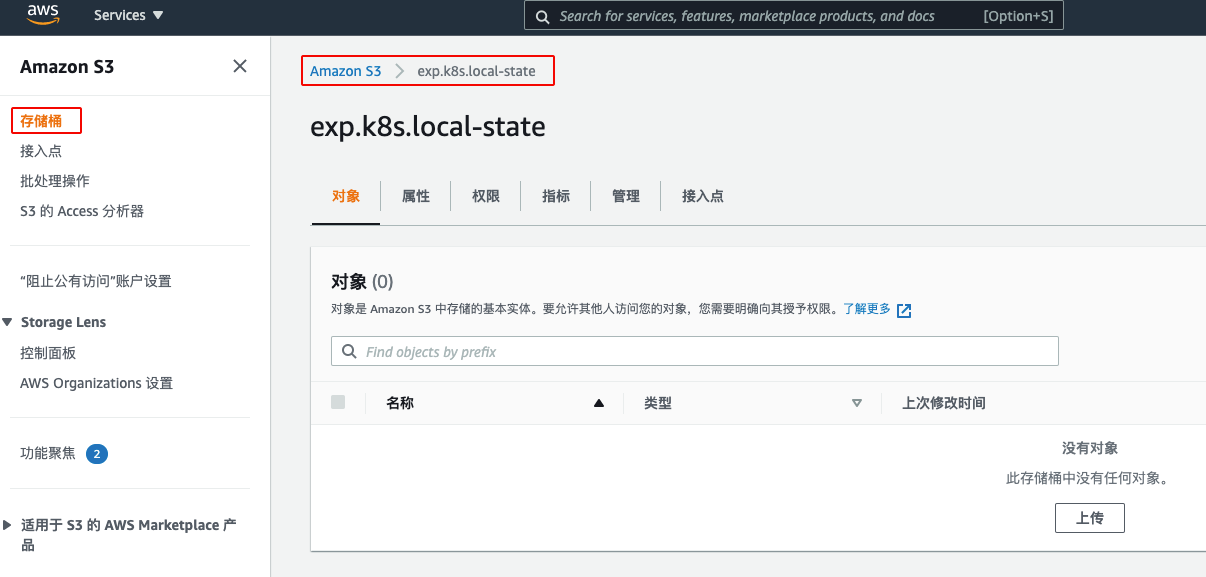 aws
Services ▼
Search for services, features, marketplace products, and docs
[Option+S]
Amazon S3
存储桶
接入点
批处理操作
S3 的 Access 分析器
“阻止公有访问”账户设置
Storage Lens
控制面板
AWS Organizations 设置
功能聚焦 2
适用于 S3 的 AWS Marketplace 产
品
Amazon S3 > exp.k8s.local-state
exp.k8s.local-state
对象
属性
权限
指标
管理
接入点
对象 (0)
对象是 Amazon S3 中存储的基本实体。要允许其他人访问您的对象，您需要明确向其授予权限。了解更多
Find objects by prefix
名称
类型
上次修改时间
没有对象
此存储桶中没有任何对象。
上传